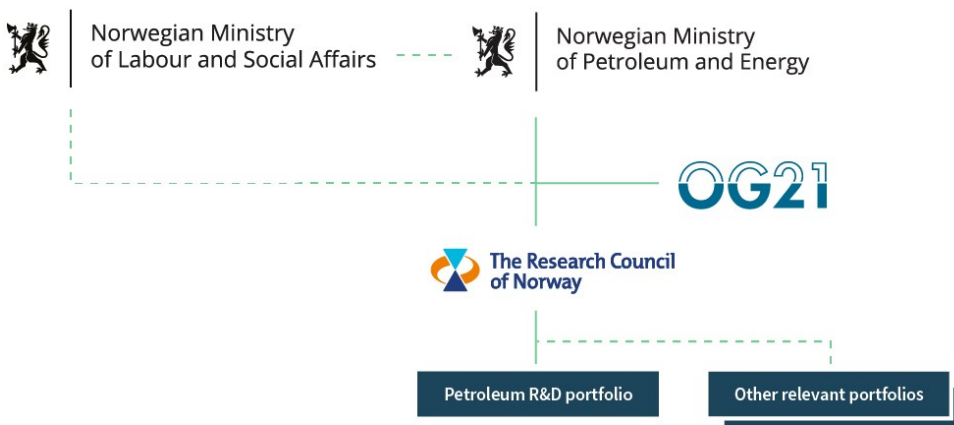 Norwegian Ministry
of Labour and Social Affairs
Norwegian Ministry
of Petroleum and Energy
OG21
The Research Council
of Norway
Petroleum R&D portfolio
Other relevant portfolios